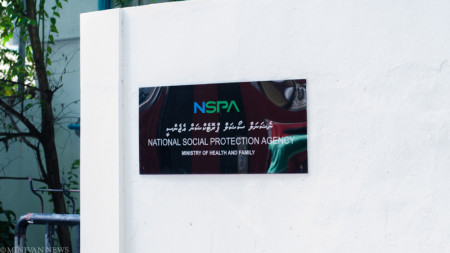 NSPA
ނެޝަނަލް ސޯޝަލް ޕްރޮޓެކްޝަން އެޖެންސީ
NATIONAL SOCIAL PROTECTION AGENCY
MINISTRY OF HEALTH AND FAMILY
© MINIVAN NEWS